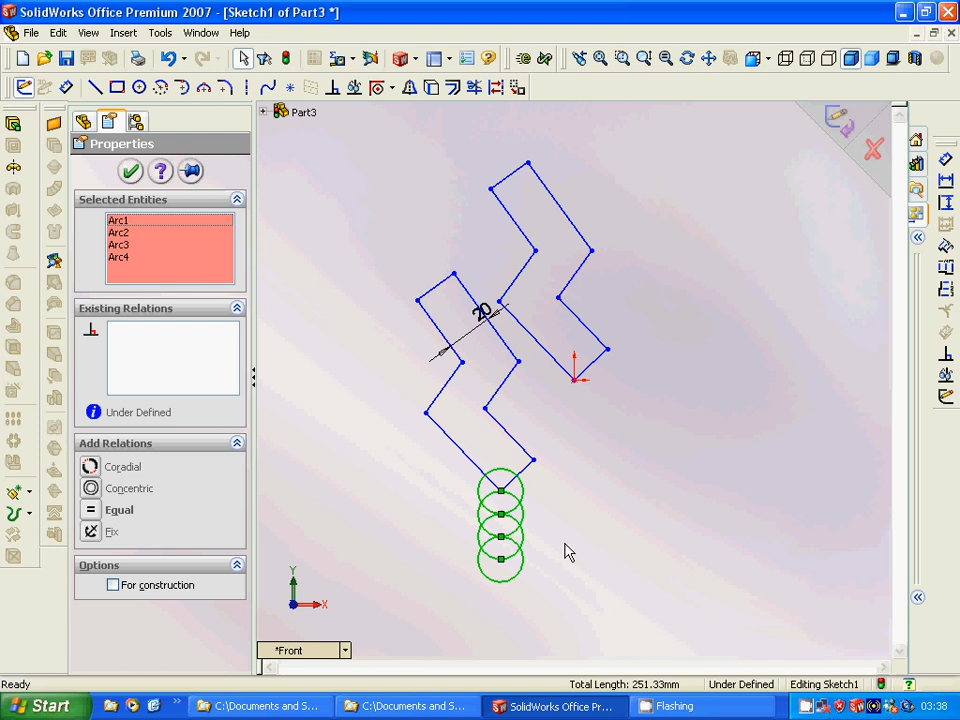 SolidWorks Office Premium 2007 - [Sketch1 of Part3 *]
File Edit View Insert Tools Window Help
Part3
Properties
Selected Entities
Arc1
Arc2
Arc3
Arc4
Existing Relations
Under Defined
Add Relations
Coradial
Concentric
Equal
Fix
Options
For construction
20
Y
X
*Front
Ready Total Length: 251.33mm Under Defined Editing Sketch1
Start C:\Documents and S... C:\Documents and S... SolidWorks Office Pr... Flashing 03:38